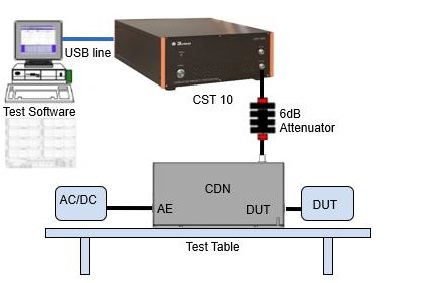 USB line
CST 10
Test Software
6dB
Attenuator
CDN
AC/DC
AE
DUT
DUT
Test Table